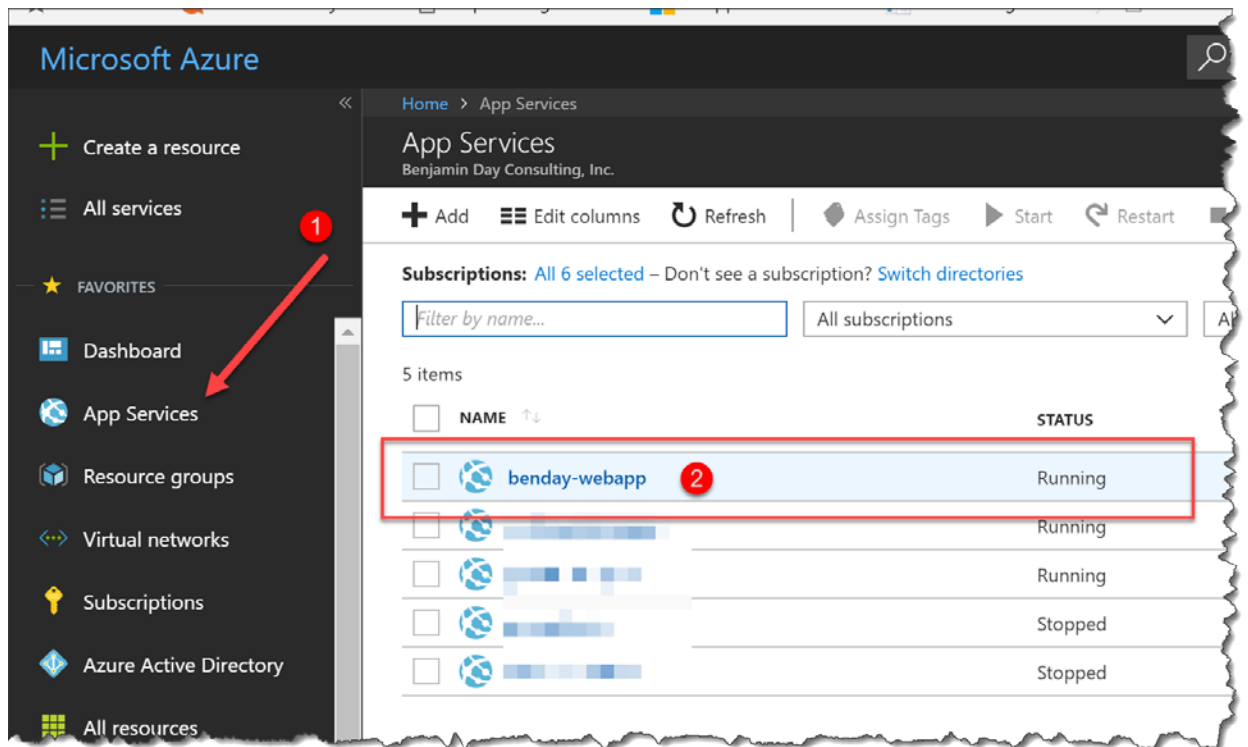 Microsoft Azure
Create a resource
All services
1
FAVORITES
Dashboard
App Services
Resource groups
Virtual networks
Subscriptions
Azure Active Directory
All resources
Home > App Services
App Services
Benjamin Day Consulting, Inc.
Add Edit columns Refresh Assign Tags Start Restart
Subscriptions: All 6 selected – Don't see a subscription? Switch directories
Filter by name... All subscriptions
5 items
NAME STATUS
benday-webapp 2 Running
Running
Running
Stopped
Stopped